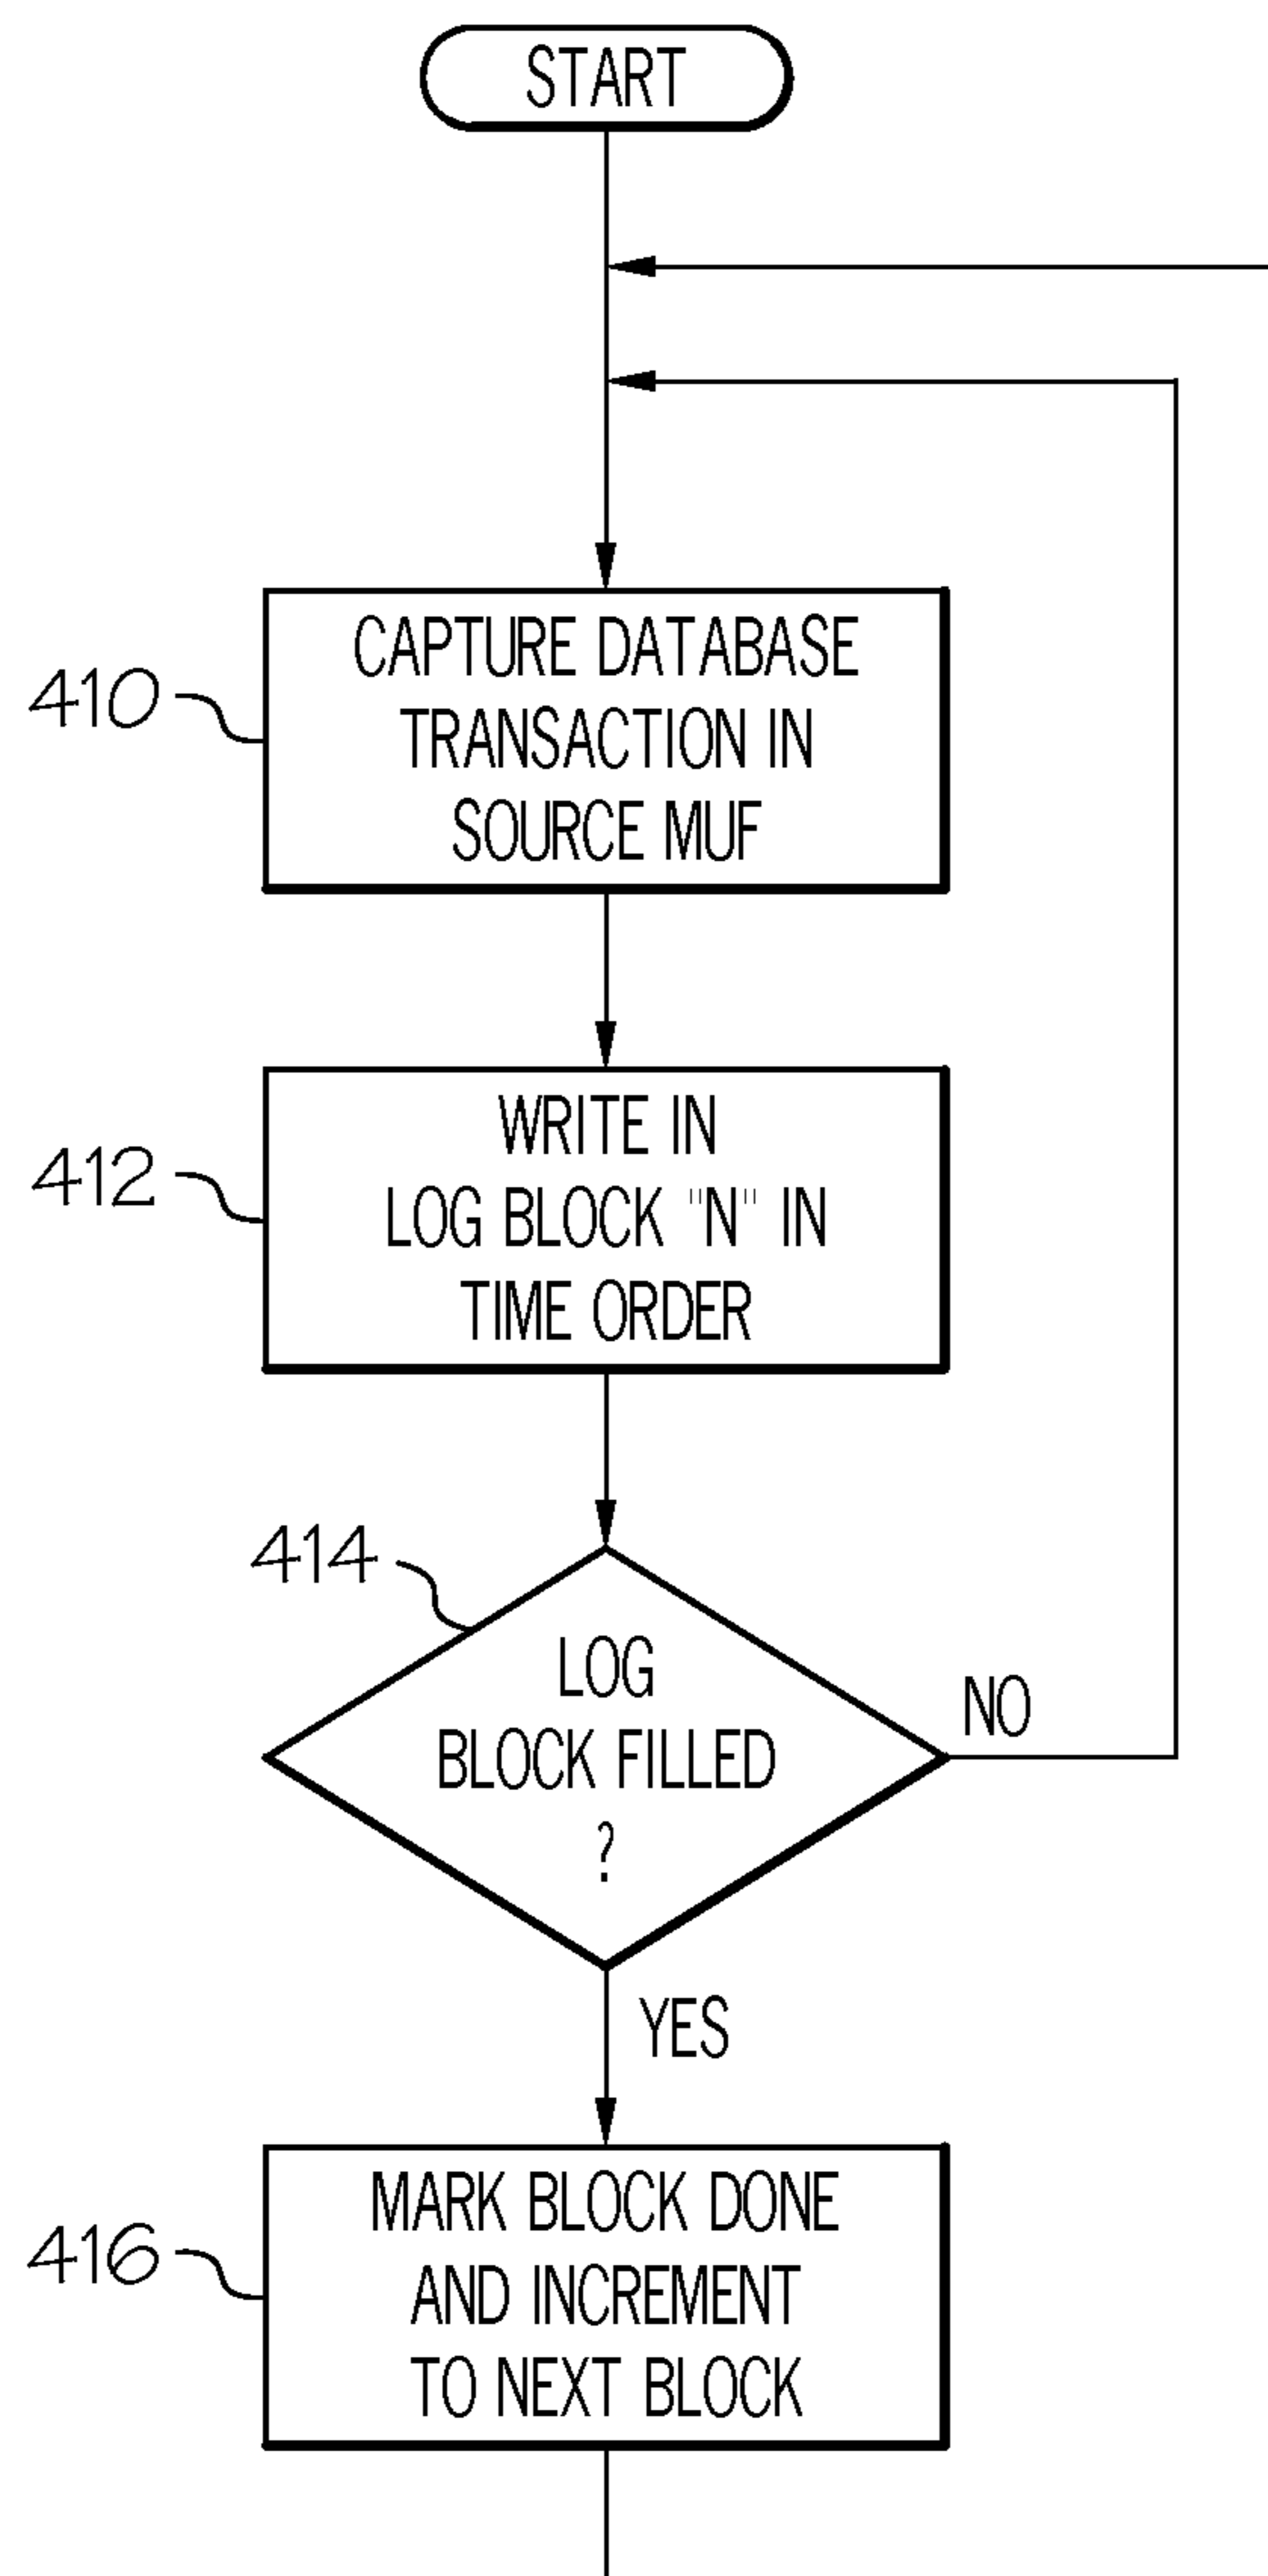 START
CAPTURE DATABASE
TRANSACTION IN
SOURCE MUF
410
WRITE IN
LOG BLOCK "N" IN
TIME ORDER
412
414
LOG
BLOCK FILLED
?
NO
YES
MARK BLOCK DONE
AND INCREMENT
TO NEXT BLOCK
416